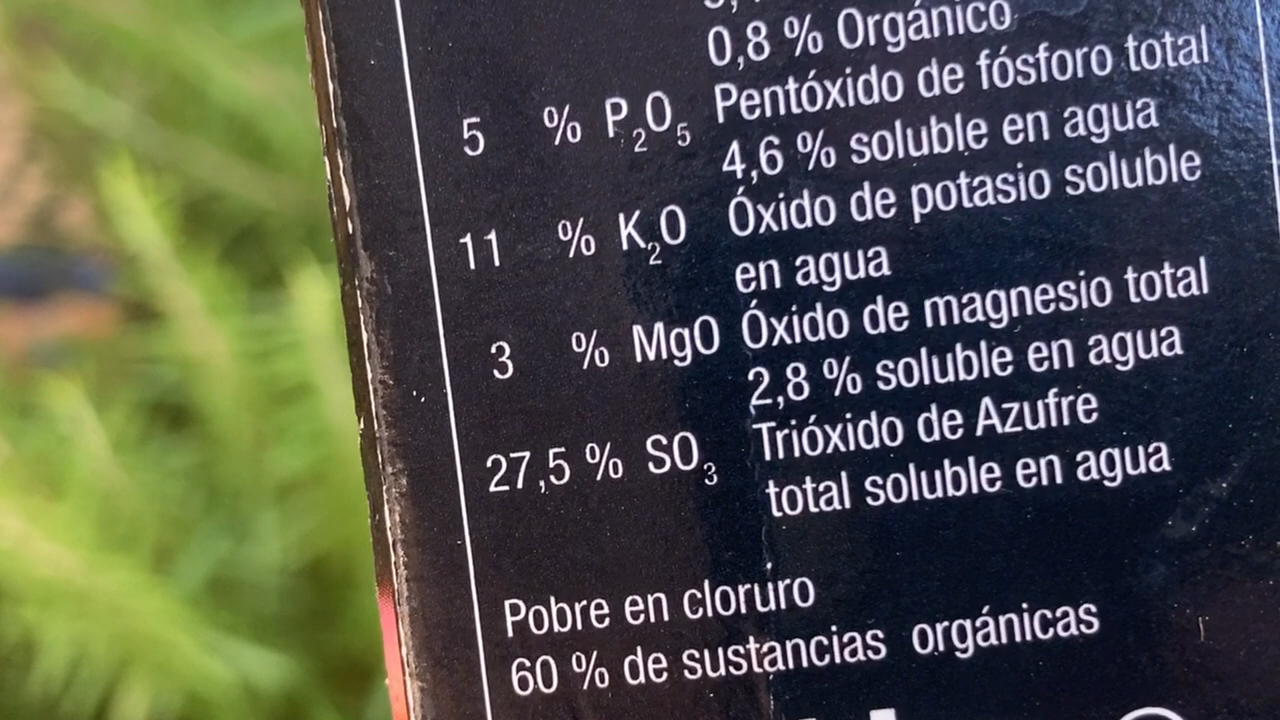 0,8 % Orgánico
5 % P₂O₅ Pentóxido de fósforo total
4,6 % soluble en agua
11 % K₂O Óxido de potasio soluble
en agua
3 % MgO Óxido de magnesio total
2,8 % soluble en agua
27,5 % SO₃ Trióxido de Azufre
total soluble en agua
Pobre en cloruro
60 % de sustancias orgánicas